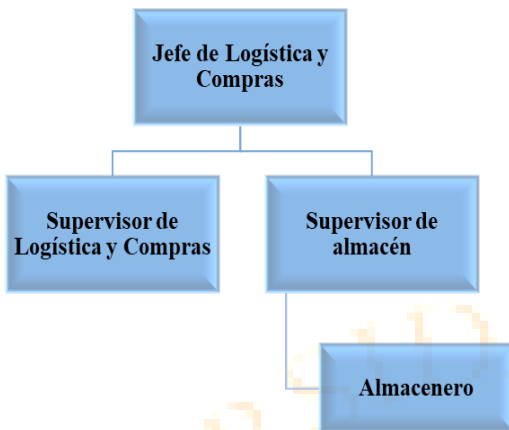 Jefe de Logística y
Compras
Supervisor de
Logística y Compras
Supervisor de
almacén
Almacenero